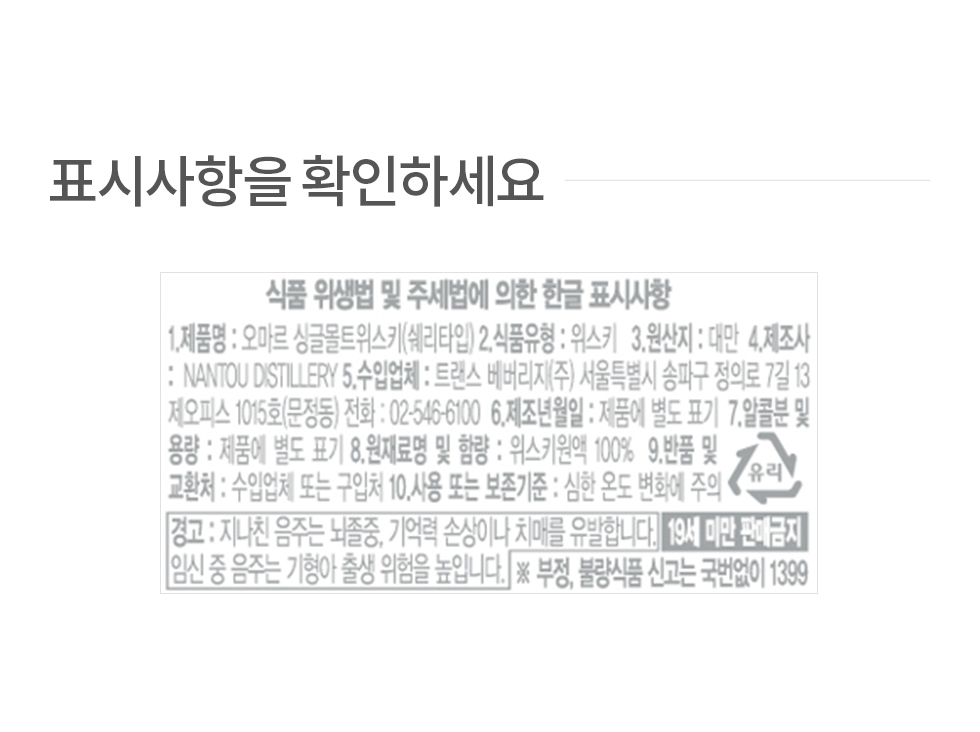 표시사항을 확인하세요
식품 위생법 및 주세법에 의한 한글 표시사항
1.제품명 : 오마르 싱글몰트위스키(쉐리타입) 2.식품유형 : 위스키 3.원산지 : 대만 4.제조사
: NANTOU DISTILLERY 5.수입업체 : 트랜스 베버리지(주) 서울특별시 송파구 정의로 7길 13
제오피스 1015호(문정동) 전화 : 02-546-6100 6.제조년월일 : 제품에 별도 표기 7.알콜분 및
용량 : 제품에 별도 표기 8.원재료명 및 함량 : 위스키원액 100% 9.반품 및
교환처 : 수입업체 또는 구입처 10.사용 또는 보존기준 : 심한 온도 변화에 주의
유리
경고 : 지나친 음주는 뇌졸중, 기억력 손상이나 치매를 유발합니다.
임신 중 음주는 기형아 출생 위험을 높입니다.
19세 미만 판매금지
※ 부정, 불량식품 신고는 국번없이 1399